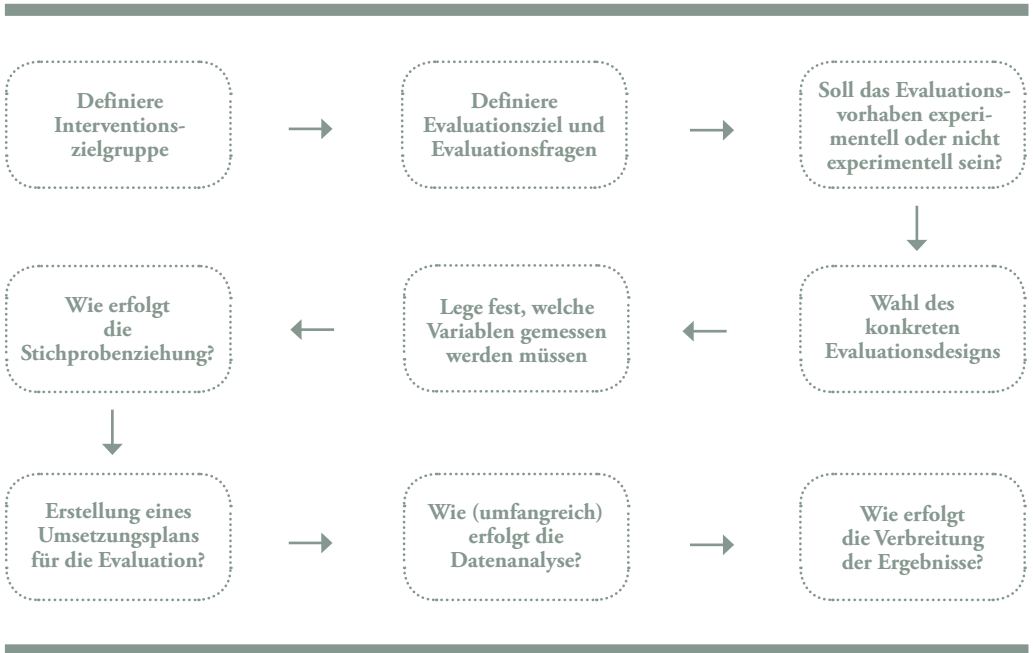 Definiere
Interventions-
zielgruppe
Definiere
Evaluationsziel und
Evaluationsfragen
Soll das Evaluations-
vorhaben experi-
mentell oder nicht
experimentell sein?
Wahl des
konkreten
Evaluationsdesigns
Lege fest, welche
Variablen gemessen
werden müssen
Wie erfolgt
die
Stichprobenziehung?
Erstellung eines
Umsetzungsplans
für die Evaluation?
Wie (umfangreich)
erfolgt die
Datenanalyse?
Wie erfolgt
die Verbreitung
der Ergebnisse?